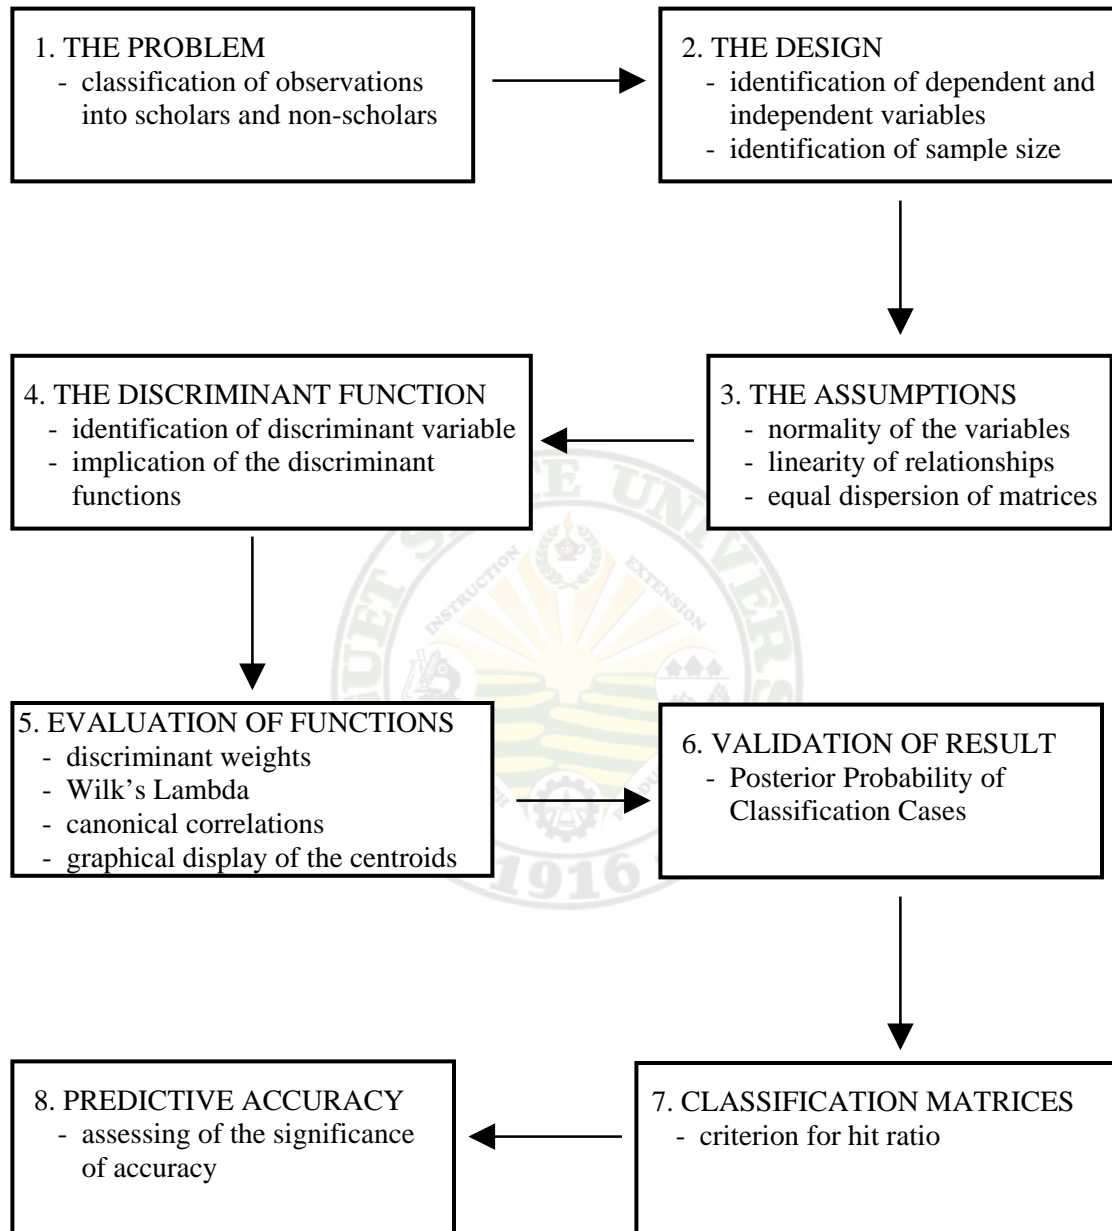 1. THE PROBLEM
- classification of observations
into scholars and non-scholars
2. THE DESIGN
- identification of dependent and
independent variables
- identification of sample size
3. THE ASSUMPTIONS
- normality of the variables
- linearity of relationships
- equal dispersion of matrices
4. THE DISCRIMINANT FUNCTION
- identification of discriminant variable
- implication of the discriminant
functions
5. EVALUATION OF FUNCTIONS
- discriminant weights
- Wilk’s Lambda
- canonical correlations
- graphical display of the centroids
6. VALIDATION OF RESULT
- Posterior Probability of
Classification Cases
7. CLASSIFICATION MATRICES
- criterion for hit ratio
8. PREDICTIVE ACCURACY
- assessing of the significance
of accuracy
INSTRUCTION
EXTENSION
1916